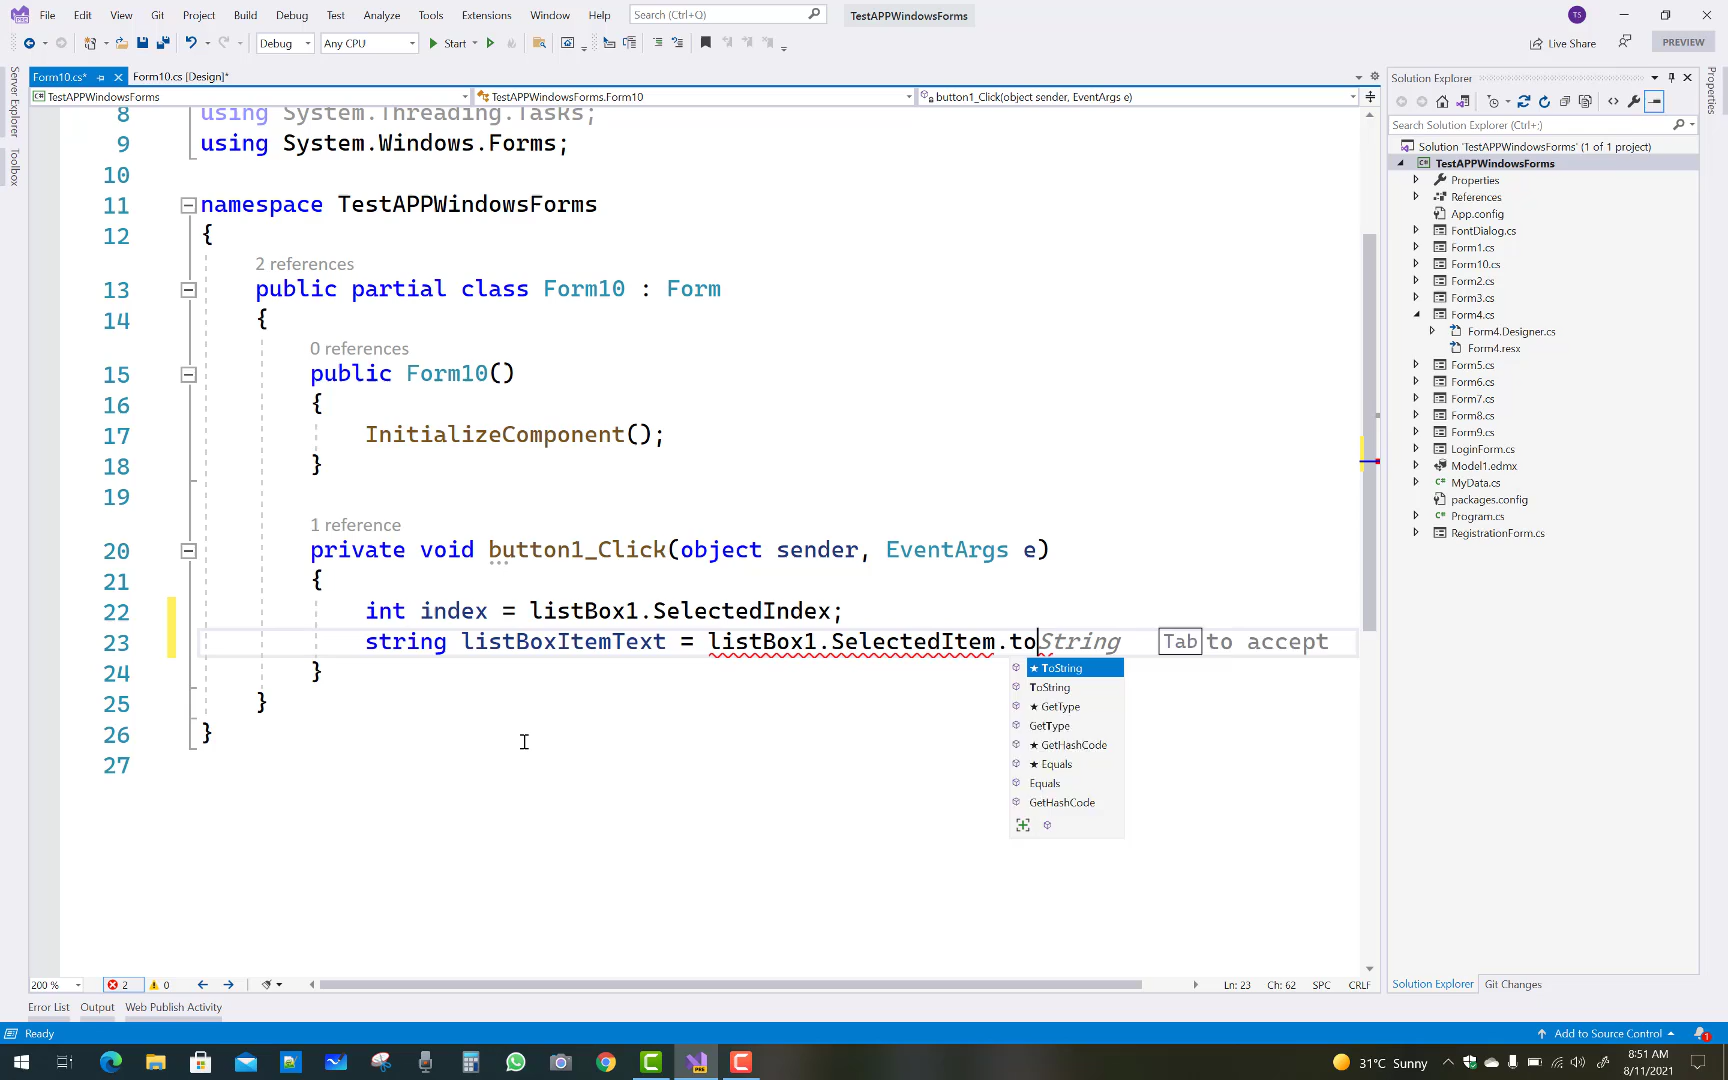 File Edit View Git Project Build Debug Test Analyze Tools Extensions Window Help Search (Ctrl+Q) TestAPPWindowsForms TS
Debug Any CPU Start Live Share PREVIEW
Form10.cs* Form10.cs [Design]*
TestAPPWindowsForms TestAPPWindowsForms.Form10 button1_Click(object sender, EventArgs e)
Server Explorer
Toolbox
8 using System.Threading.Tasks;
9 using System.Windows.Forms;
10
11 namespace TestAPPWindowsForms
12 {
2 references
13 public partial class Form10 : Form
14 {
0 references
15 public Form10()
16 {
17 InitializeComponent();
18 }
19
1 reference
20 private void button1_Click(object sender, EventArgs e)
21 {
22 int index = listBox1.SelectedIndex;
23 string listBoxItemText = listBox1.SelectedItem.toString Tab to accept
24 }
25 }
26 }
27
★ ToString
ToString
★ GetType
GetType
★ GetHashCode
★ Equals
Equals
GetHashCode
Solution Explorer
Search Solution Explorer (Ctrl+;)
Solution 'TestAPPWindowsForms' (1 of 1 project)
TestAPPWindowsForms
Properties
References
App.config
FontDialog.cs
Form1.cs
Form10.cs
Form2.cs
Form3.cs
Form4.cs
Form4.Designer.cs
Form4.resx
Form5.cs
Form6.cs
Form7.cs
Form8.cs
Form9.cs
LoginForm.cs
Model1.edmx
MyData.cs
packages.config
Program.cs
RegistrationForm.cs
Properties
200 % 2 0 Ln: 23 Ch: 62 SPC CRLF
Solution Explorer Git Changes
Error List Output Web Publish Activity
Ready Add to Source Control 1
31°C Sunny
8:51 AM
8/11/2021